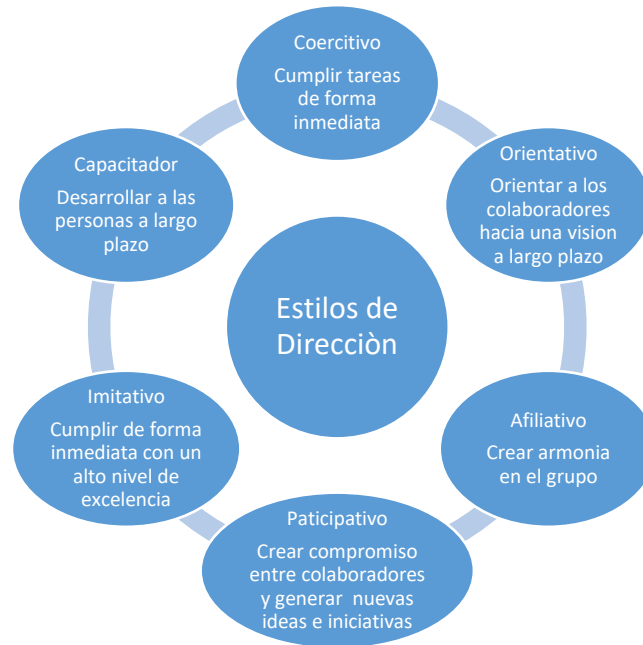 Coercitivo
Cumplir tareas
de forma
inmediata
Orientativo
Orientar a los
colaboradores
hacia una vision
a largo plazo
Afiliativo
Crear armonia
en el grupo
Paticipativo
Crear compromiso
entre colaboradores
y generar nuevas
ideas e iniciativas
Imitativo
Cumplir de forma
inmediata con un
alto nivel de
excelencia
Capacitador
Desarrollar a las
personas a largo
plazo
Estilos de
Direcciòn